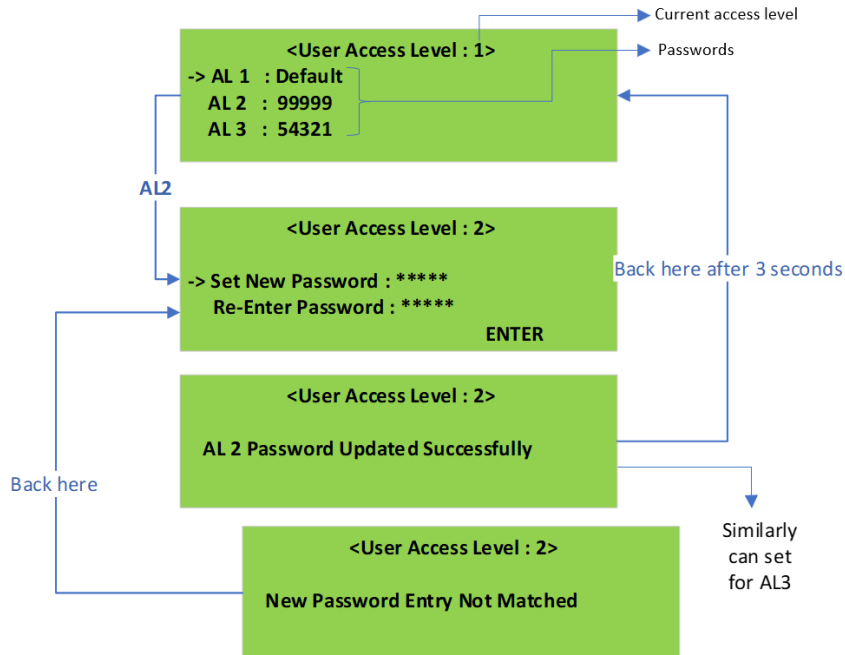 Current access level
<User Access Level : 1>
Passwords
-> AL 1 : Default
AL 2 : 99999
AL 3 : 54321
AL2
<User Access Level : 2>
Back here after 3 seconds
-> Set New Password : *****
Re-Enter Password : *****
ENTER
<User Access Level : 2>
AL 2 Password Updated Successfully
Back here
Similarly
can set
for AL3
<User Access Level : 2>
New Password Entry Not Matched